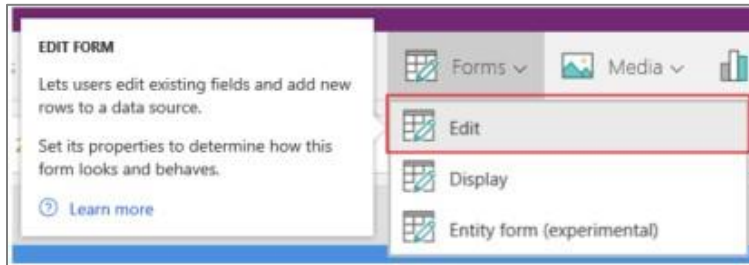 EDIT FORM
Lets users edit existing fields and add new
rows to a data source.
Set its properties to determine how this
form looks and behaves.
Learn more
Forms
Media
Edit
Display
Entity form (experimental)